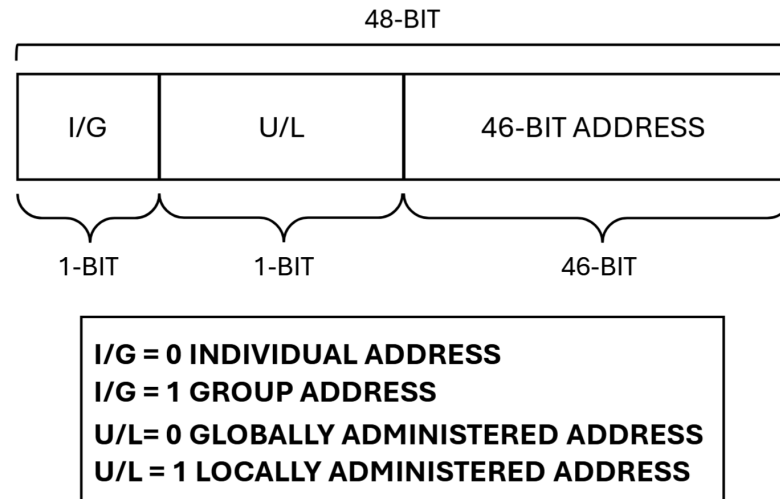 48-BIT
I/G U/L 46-BIT ADDRESS
1-BIT 1-BIT 46-BIT
I/G = 0 INDIVIDUAL ADDRESS
I/G = 1 GROUP ADDRESS
U/L= 0 GLOBALLY ADMINISTERED ADDRESS
U/L = 1 LOCALLY ADMINISTERED ADDRESS